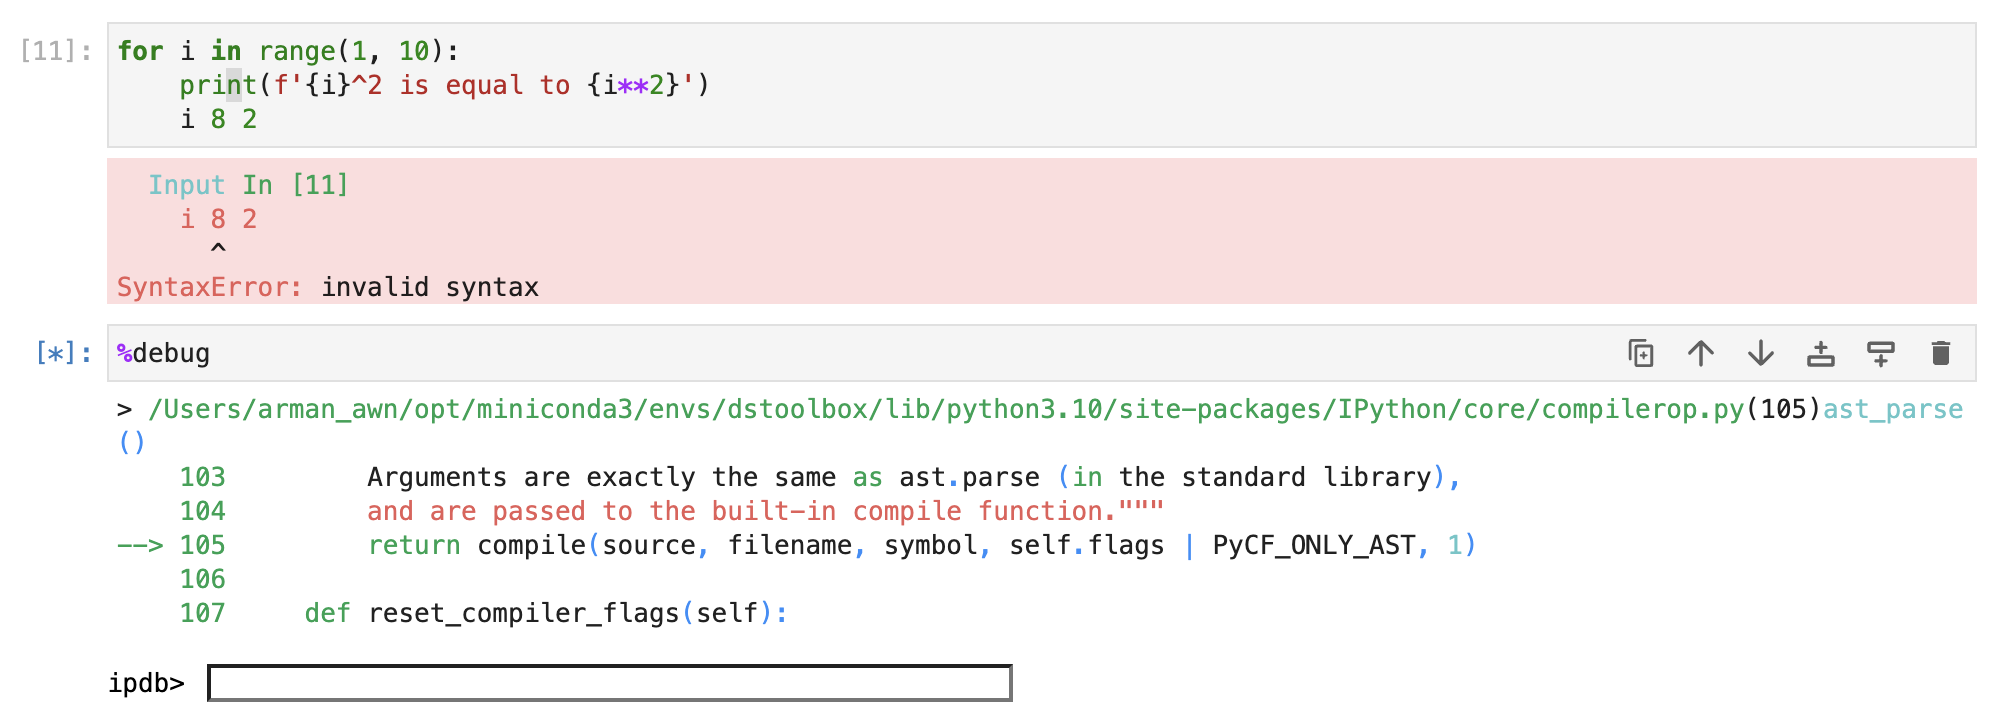 [11]: for i in range(1, 10):
    print(f'{i}^2 is equal to {i**2}')
    i 8 2
  Input In [11]
    i 8 2
      ^
SyntaxError: invalid syntax
[*]: %debug
> /Users/arman_awn/opt/miniconda3/envs/dstoolbox/lib/python3.10/site-packages/IPython/core/compilerop.py(105)ast_parse
()
    103         Arguments are exactly the same as ast.parse (in the standard library),
    104         and are passed to the built-in compile function."""
--> 105         return compile(source, filename, symbol, self.flags | PyCF_ONLY_AST, 1)
    106
    107     def reset_compiler_flags(self):
ipdb>